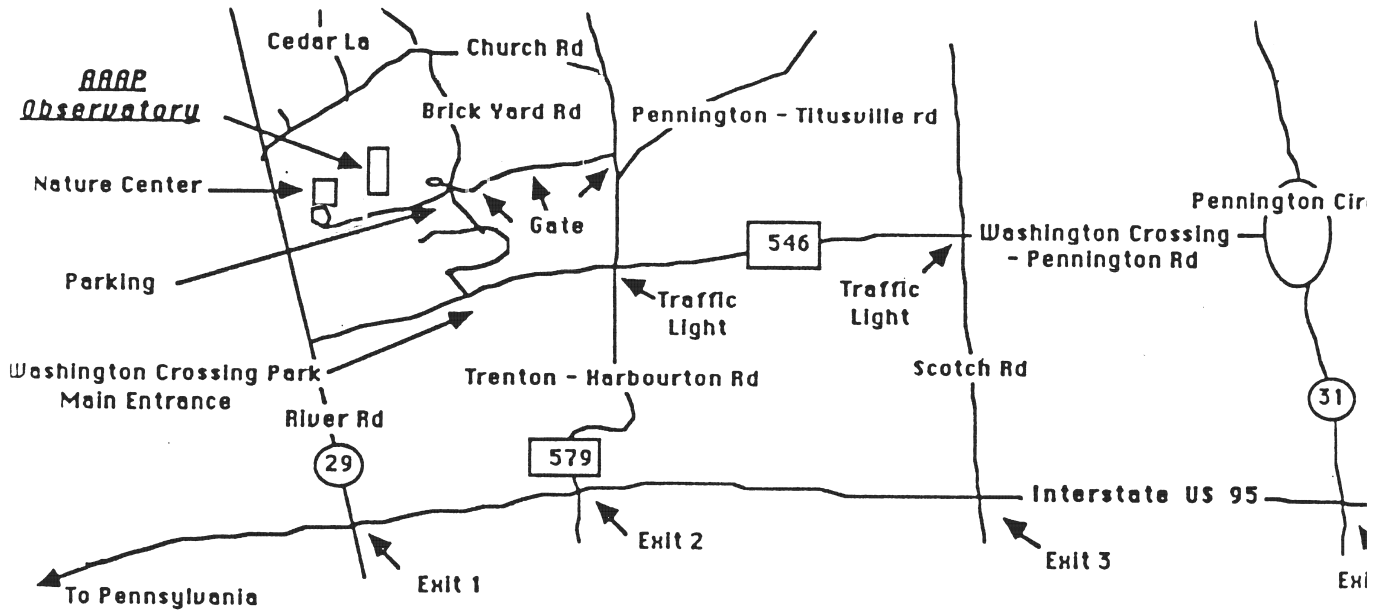 Cedar La
Church Rd
AAAP
Observatory
Brick Yard Rd
Pennington - Titusville rd
Nature Center
Gate
Pennington Cir
546
Washington Crossing
- Pennington Rd
Parking
Traffic
Light
Traffic
Light
Washington Crossing Park
Main Entrance
Trenton - Harbourton Rd
Scotch Rd
River Rd
31
29
579
Interstate US 95
Exit 2
Exit 3
Exit 1
Exi
To Pennsylvania